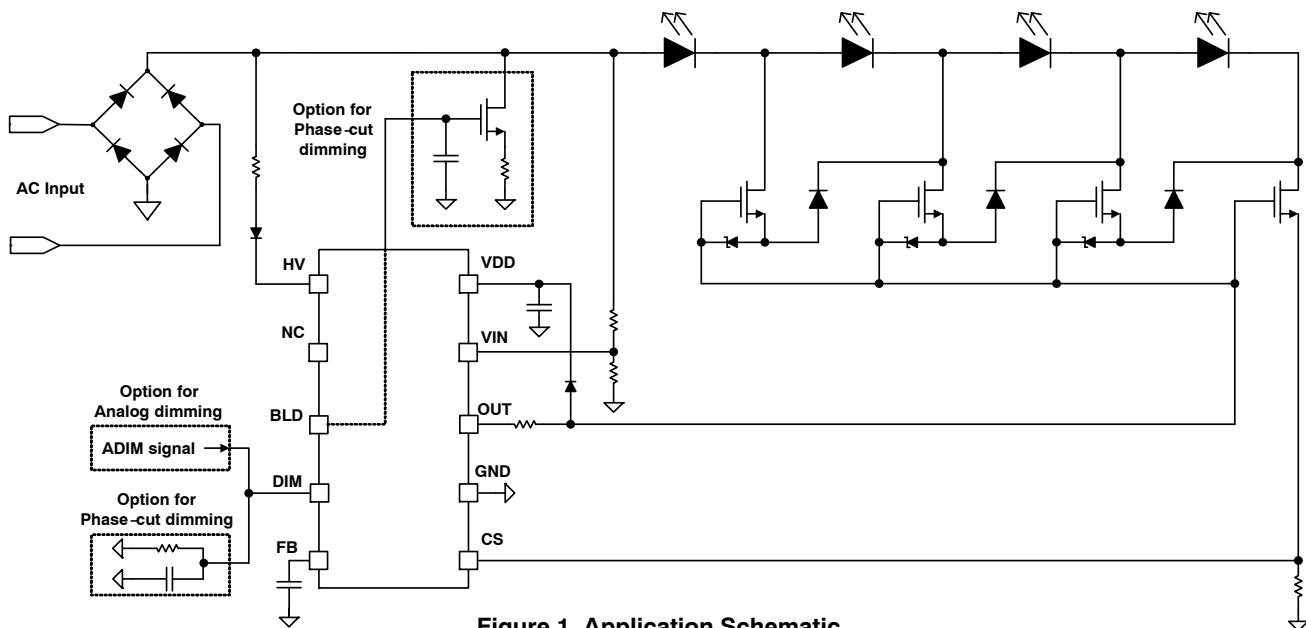 Option for
Phase-cut
dimming
AC Input
HV
VDD
NC
VIN
Option for
Analog dimming
BLD
OUT
ADIM signal
DIM
GND
Option for
Phase-cut dimming
FB
CS
Figure 1. Application Schematic